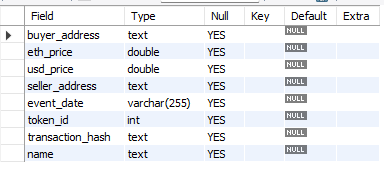 Field Type Null Key Default Extra
buyer_address text YES NULL
eth_price double YES NULL
usd_price double YES NULL
seller_address text YES NULL
event_date varchar(255) YES NULL
token_id int YES NULL
transaction_hash text YES NULL
name text YES NULL